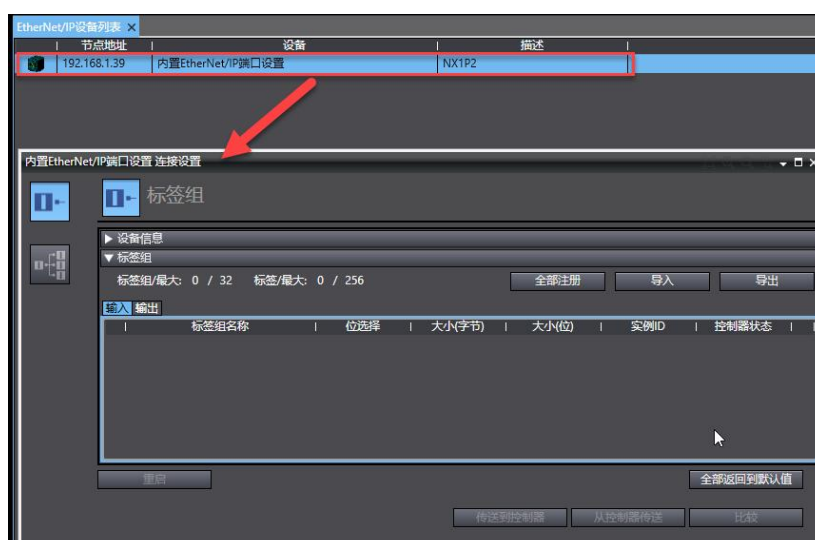 EtherNet/IP设备列表 ×
节点地址 设备 描述
192.168.1.39 内置EtherNet/IP端口设置 NX1P2
内置EtherNet/IP端口设置 连接设置
标签组
▶ 设备信息
▼ 标签组
标签组/最大: 0 / 32 标签/最大: 0 / 256 全部注册 导入 导出
输入 输出
标签组名称 位选择 大小(字节) 大小(位) 实例ID 控制器状态
重启 全部返回到默认值
传送到控制器 从控制器传送 比较